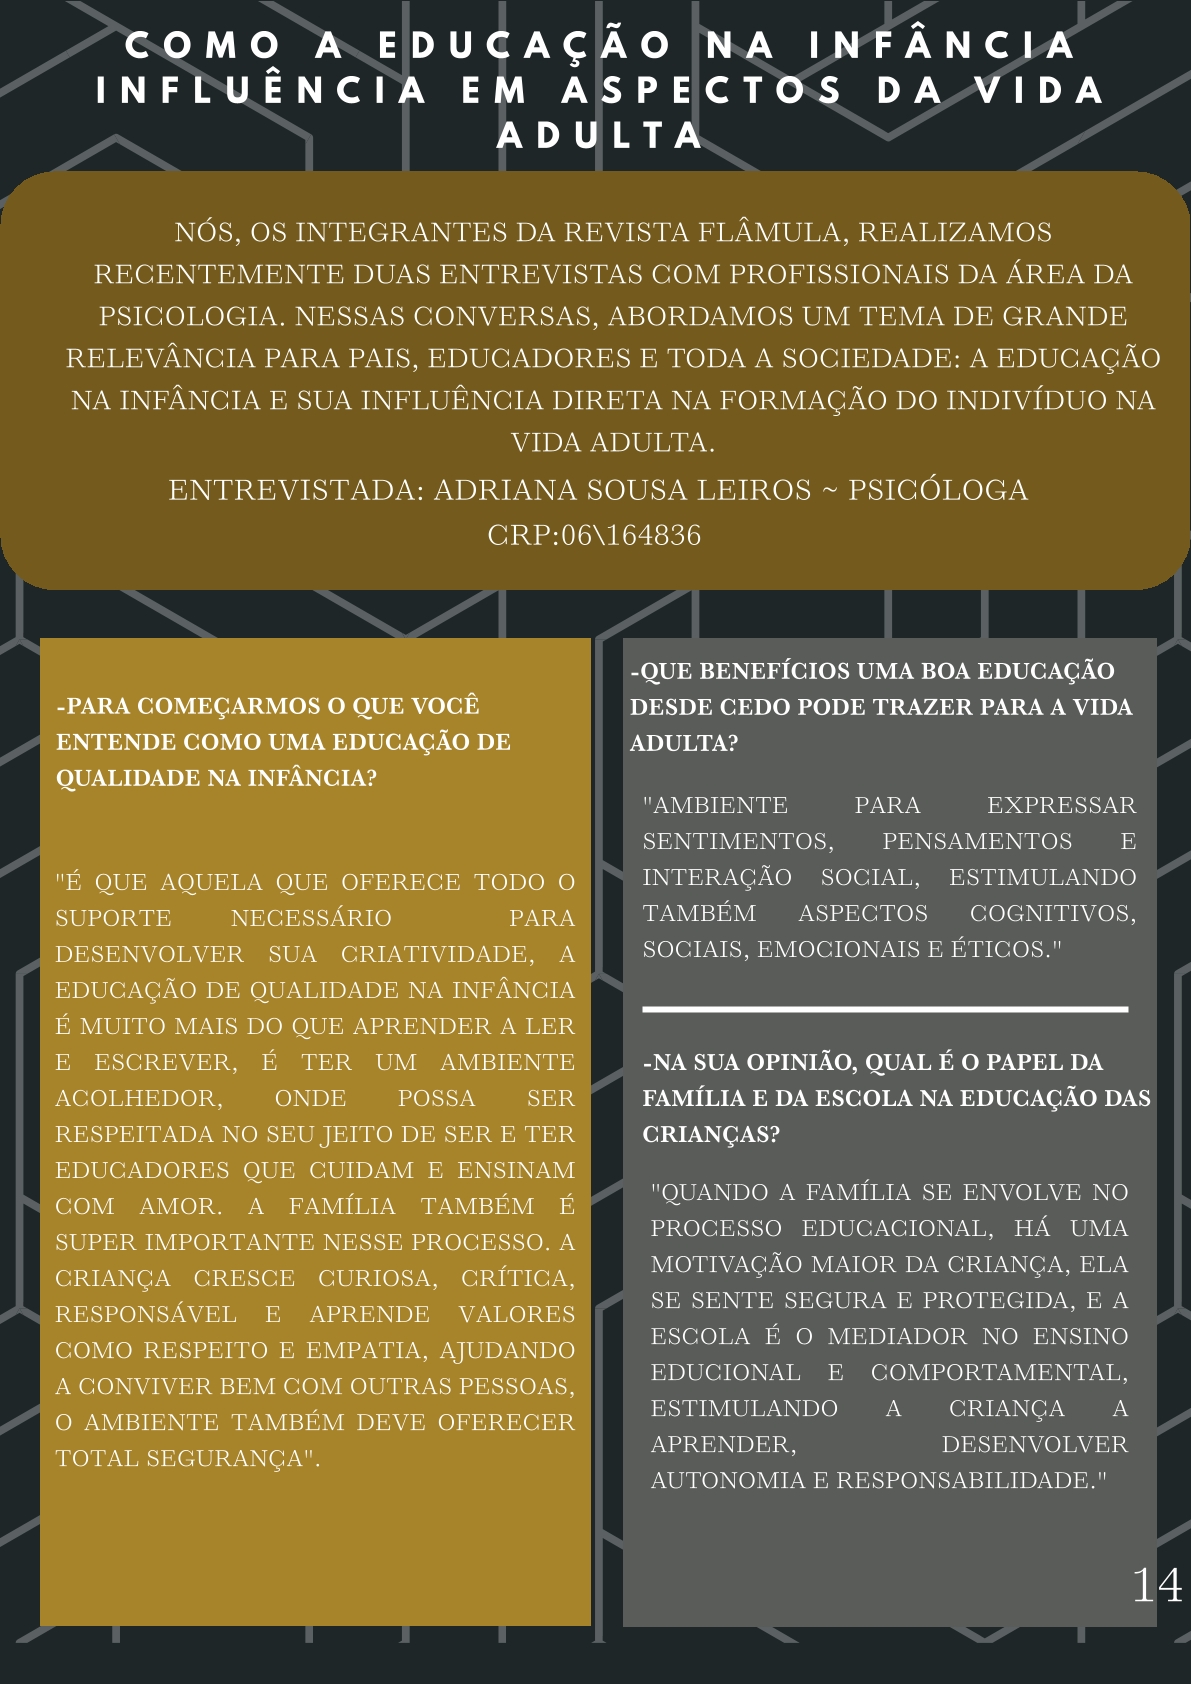 COMO A EDUCAÇÃO NA INFÂNCIA
INFLUÊNCIA EM ASPECTOS DA VIDA
ADULTA
NÓS, OS INTEGRANTES DA REVISTA FLÂMULA, REALIZAMOS
RECENTEMENTE DUAS ENTREVISTAS COM PROFISSIONAIS DA ÁREA DA
PSICOLOGIA. NESSAS CONVERSAS, ABORDAMOS UM TEMA DE GRANDE
RELEVÂNCIA PARA PAIS, EDUCADORES E TODA A SOCIEDADE: A EDUCAÇÃO
NA INFÂNCIA E SUA INFLUÊNCIA DIRETA NA FORMAÇÃO DO INDIVÍDUO NA
VIDA ADULTA.
ENTREVISTADA: ADRIANA SOUSA LEIROS ~ PSICÓLOGA
CRP:06\164836
-PARA COMEÇARMOS O QUE VOCÊ
ENTENDE COMO UMA EDUCAÇÃO DE
QUALIDADE NA INFÂNCIA?
"É QUE AQUELA QUE OFERECE TODO O
SUPORTE NECESSÁRIO PARA
DESENVOLVER SUA CRIATIVIDADE, A
EDUCAÇÃO DE QUALIDADE NA INFÂNCIA
É MUITO MAIS DO QUE APRENDER A LER
E ESCREVER, É TER UM AMBIENTE
ACOLHEDOR, ONDE POSSA SER
RESPEITADA NO SEU JEITO DE SER E TER
EDUCADORES QUE CUIDAM E ENSINAM
COM AMOR. A FAMÍLIA TAMBÉM É
SUPER IMPORTANTE NESSE PROCESSO. A
CRIANÇA CRESCE CURIOSA, CRÍTICA,
RESPONSÁVEL E APRENDE VALORES
COMO RESPEITO E EMPATIA, AJUDANDO
A CONVIVER BEM COM OUTRAS PESSOAS,
O AMBIENTE TAMBÉM DEVE OFERECER
TOTAL SEGURANÇA".
-QUE BENEFÍCIOS UMA BOA EDUCAÇÃO
DESDE CEDO PODE TRAZER PARA A VIDA
ADULTA?
"AMBIENTE PARA EXPRESSAR
SENTIMENTOS, PENSAMENTOS E
INTERAÇÃO SOCIAL, ESTIMULANDO
TAMBÉM ASPECTOS COGNITIVOS,
SOCIAIS, EMOCIONAIS E ÉTICOS."
-NA SUA OPINIÃO, QUAL É O PAPEL DA
FAMÍLIA E DA ESCOLA NA EDUCAÇÃO DAS
CRIANÇAS?
"QUANDO A FAMÍLIA SE ENVOLVE NO
PROCESSO EDUCACIONAL, HÁ UMA
MOTIVAÇÃO MAIOR DA CRIANÇA, ELA
SE SENTE SEGURA E PROTEGIDA, E A
ESCOLA É O MEDIADOR NO ENSINO
EDUCIONAL E COMPORTAMENTAL,
ESTIMULANDO A CRIANÇA A
APRENDER, DESENVOLVER
AUTONOMIA E RESPONSABILIDADE."
14